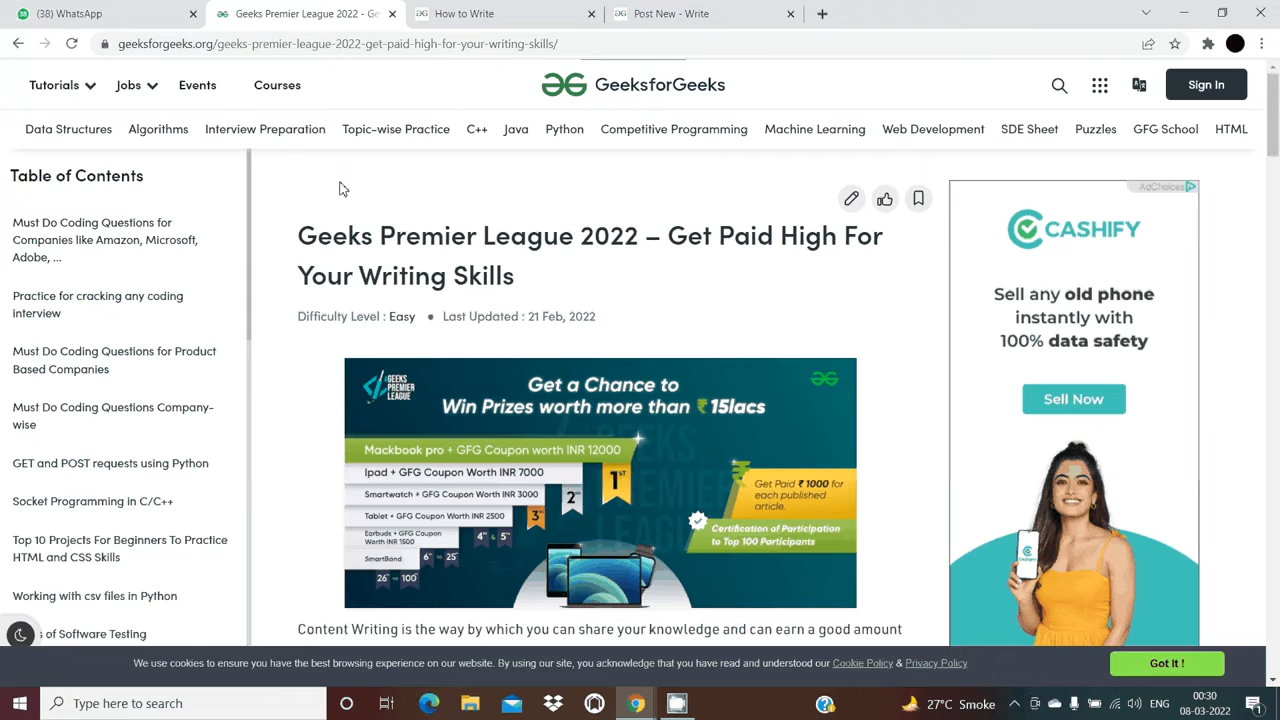 (38) WhatsApp
Geeks Premier League 2022 - Ge
How to Write
Post New - Write
geeksforgeeks.org/geeks-premier-league-2022-get-paid-high-for-your-writing-skills/
Tutorials
Jobs
Events
Courses
GeeksforGeeks
Sign In
Data Structures
Algorithms
Interview Preparation
Topic-wise Practice
C++
Java
Python
Competitive Programming
Machine Learning
Web Development
SDE Sheet
Puzzles
GFG School
HTML
Table of Contents
Must Do Coding Questions for
Companies like Amazon, Microsoft,
Adobe, ...
Practice for cracking any coding
interview
Must Do Coding Questions for Product
Based Companies
Must Do Coding Questions Company-
wise
GET and POST requests using Python
Socket Programming in C/C++
Top 10 Projects For Beginners To Practice
HTML and CSS Skills
Working with csv files in Python
s of Software Testing
Geeks Premier League 2022 – Get Paid High For
Your Writing Skills
Difficulty Level : Easy
Last Updated : 21 Feb, 2022
GEEKS
PREMIER
LEAGUE
Get a Chance to
Win Prizes worth more than ₹ 15lacs
Mackbook pro + GFG Coupon worth INR 12000
Ipad + GFG Coupon Worth INR 7000
Smartwatch + GFG Coupon Worth INR 3000
Tablet + GFG Coupon Worth INR 2500
Earbuds + GFG Coupon
Worth INR 1500
SmartBand
1ST
2nd
3rd
4th & 5th
6th to 25th
26th to 100th
Get Paid ₹ 1000 for
each published
article.
Certification of Participation
to Top 100 Participants
Content Writing is the way by which you can share your knowledge and can earn a good amount
AdChoices
CASHIFY
Sell any old phone
instantly with
100% data safety
Sell Now
We use cookies to ensure you have the best browsing experience on our website. By using our site, you acknowledge that you have read and understood our Cookie Policy & Privacy Policy
Got It !
Type here to search
27°C Smoke
ENG
00:30
08-03-2022